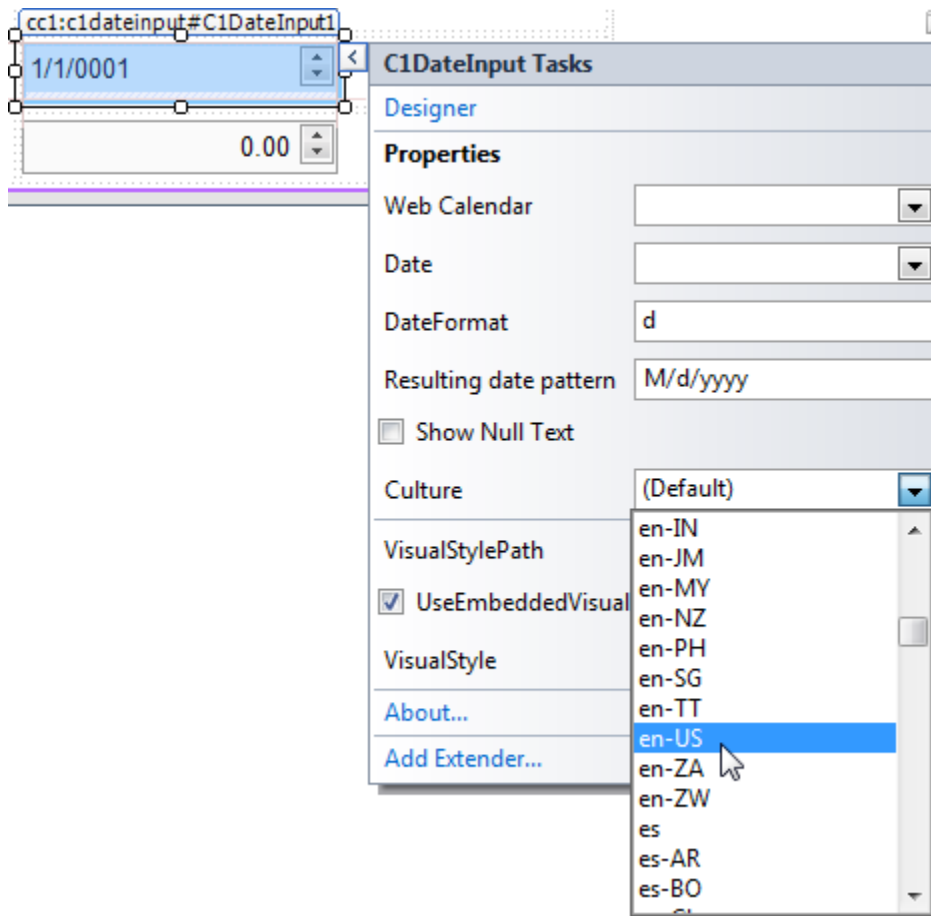 cc1:c1dateinput#C1DateInput1
1/1/0001
0.00
C1DateInput Tasks
Designer
Properties
Web Calendar
Date
DateFormat d
Resulting date pattern M/d/yyyy
Show Null Text
Culture (Default)
en-IN
en-JM
en-MY
en-NZ
en-PH
en-SG
en-TT
en-US
en-ZA
en-ZW
es
es-AR
es-BO
VisualStylePath
UseEmbeddedVisual
VisualStyle
About...
Add Extender...